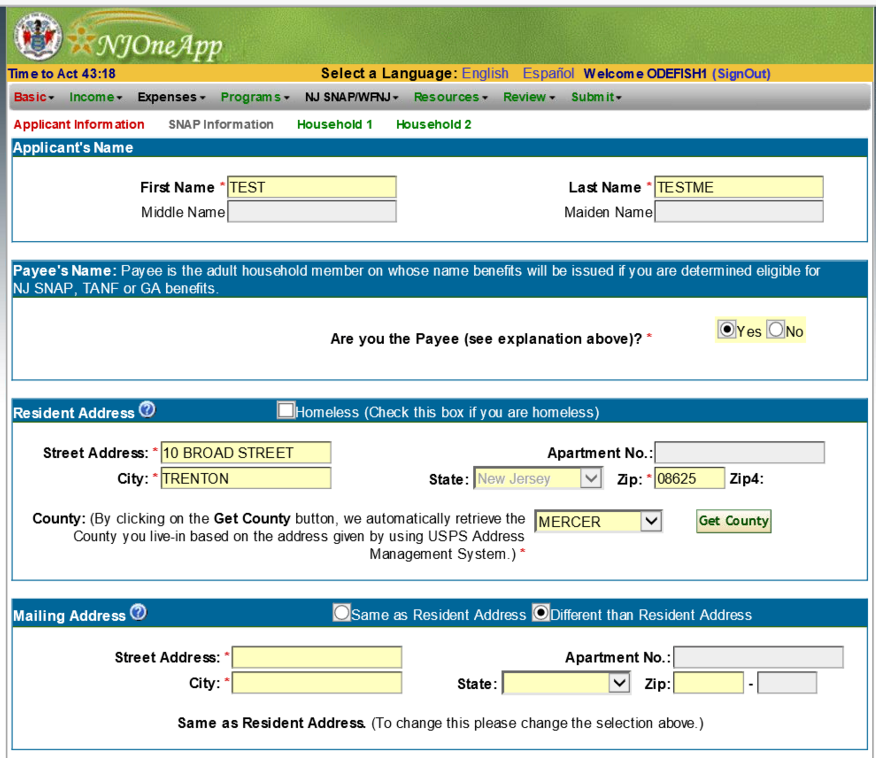 NJOneApp
Time to Act 43:18 Select a Language: English Español Welcome ODEFISH1 (SignOut)
Basic Income Expenses Programs NJ SNAP/WFNJ Resources Review Submit
Applicant Information SNAP Information Household 1 Household 2
Applicant's Name
First Name * TEST Last Name * TESTME
Middle Name Maiden Name
Payee's Name: Payee is the adult household member on whose name benefits will be issued if you are determined eligible for
NJ SNAP, TANF or GA benefits.
Are you the Payee (see explanation above)? * Yes No
Resident Address ? Homeless (Check this box if you are homeless)
Street Address: * 10 BROAD STREET Apartment No.:
City: * TRENTON State: New Jersey Zip: * 08625 Zip4:
County: (By clicking on the Get County button, we automatically retrieve the MERCER Get County
County you live-in based on the address given by using USPS Address
Management System.) *
Mailing Address ? Same as Resident Address Different than Resident Address
Street Address: * Apartment No.:
City: * State: Zip: -
Same as Resident Address. (To change this please change the selection above.)